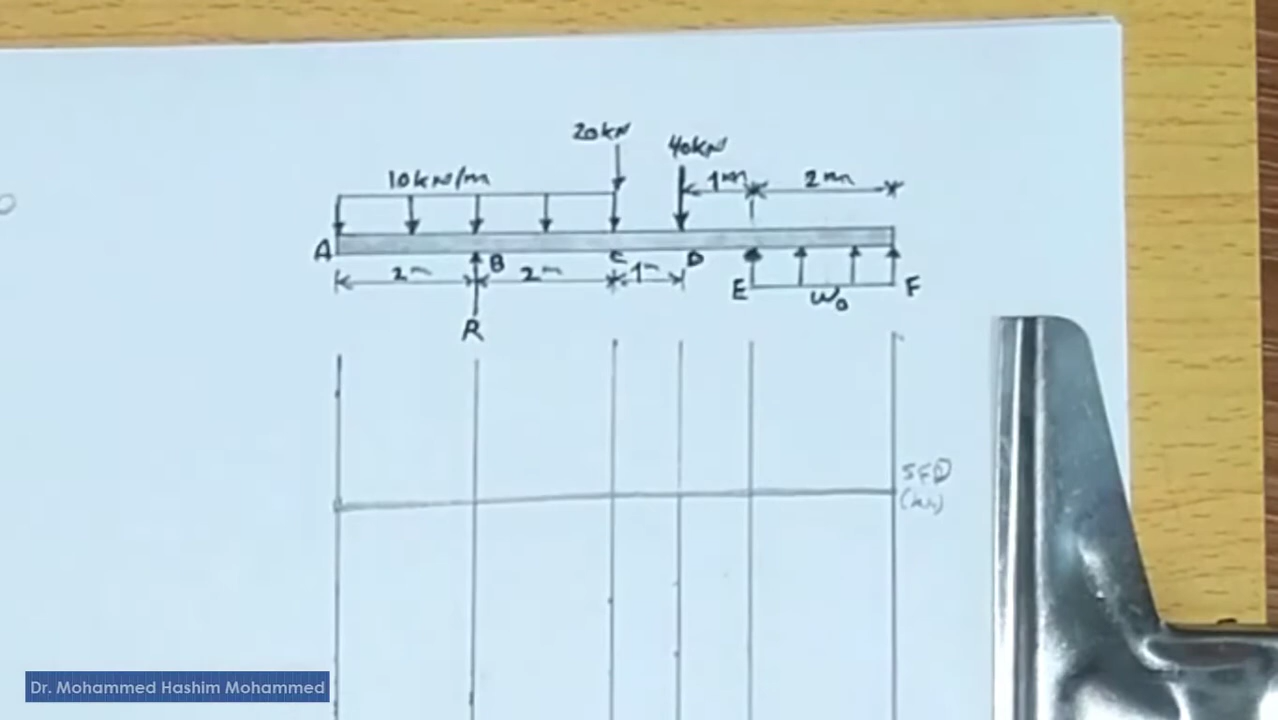 20kN
40kN
10kN/m
1m
2m
A
B
C
D
2m
2m
1m
E
W0
F
R
SFD
(kN)
Dr. Mohammed Hashim Mohammed